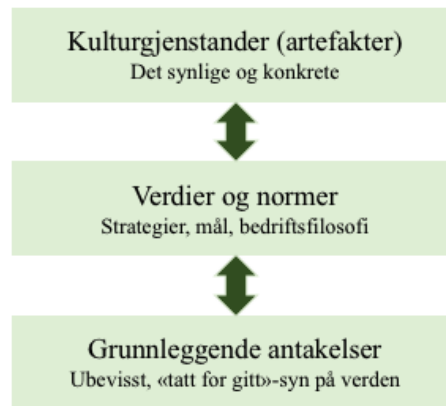 Kulturgjenstander (artefakter)
Det synlige og konkrete
Verdier og normer
Strategier, mål, bedriftsfilosofi
Grunnleggende antakelser
Ubevisst, «tatt for gitt»-syn på verden